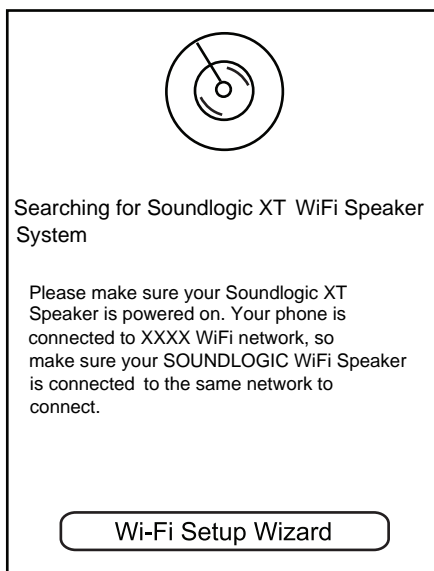 Searching for Soundlogic XT WiFi Speaker
System
Please make sure your Soundlogic XT
Speaker is powered on. Your phone is
connected to XXXX WiFi network, so
make sure your SOUNDLOGIC WiFi Speaker
is connected to the same network to
connect.
Wi-Fi Setup Wizard